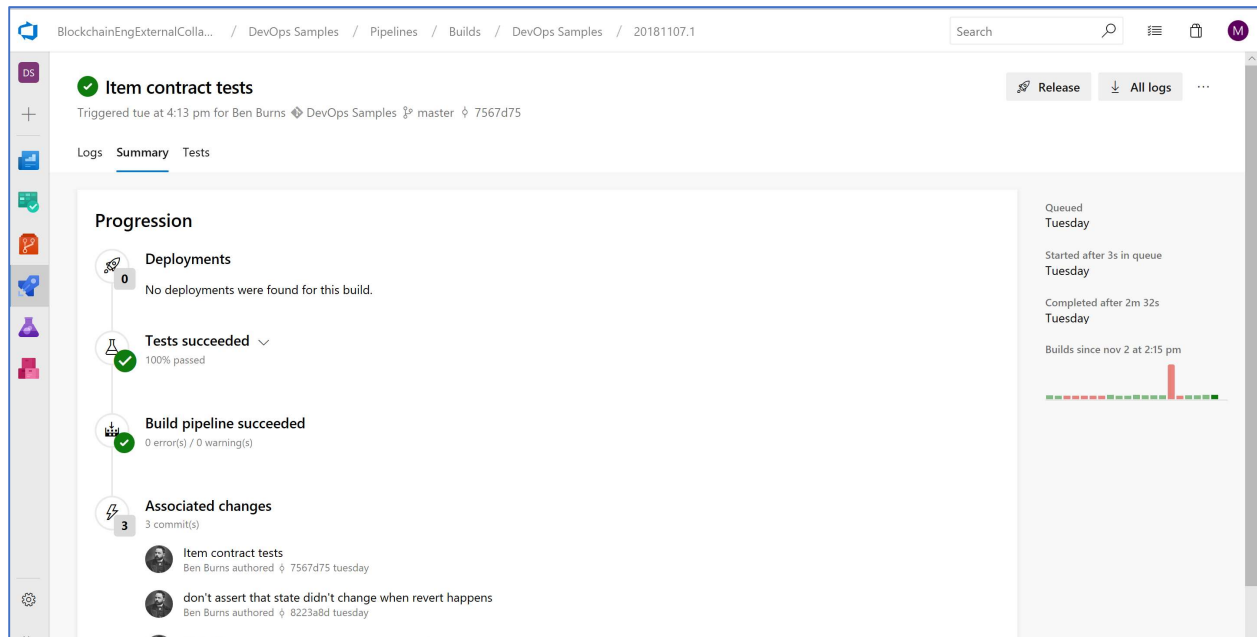 BlockchainEngExternalColla... / DevOps Samples / Pipelines / Builds / DevOps Samples / 20181107.1
Search
M
DS
Item contract tests
Release
All logs
...
Triggered tue at 4:13 pm for Ben Burns DevOps Samples master 7567d75
Logs Summary Tests
Progression
Deployments
0
No deployments were found for this build.
Tests succeeded
100% passed
Build pipeline succeeded
0 error(s) / 0 warning(s)
Associated changes
3
3 commit(s)
Item contract tests
Ben Burns authored 7567d75 tuesday
don't assert that state didn't change when revert happens
Ben Burns authored 8223a8d tuesday
Queued
Tuesday
Started after 3s in queue
Tuesday
Completed after 2m 32s
Tuesday
Builds since nov 2 at 2:15 pm